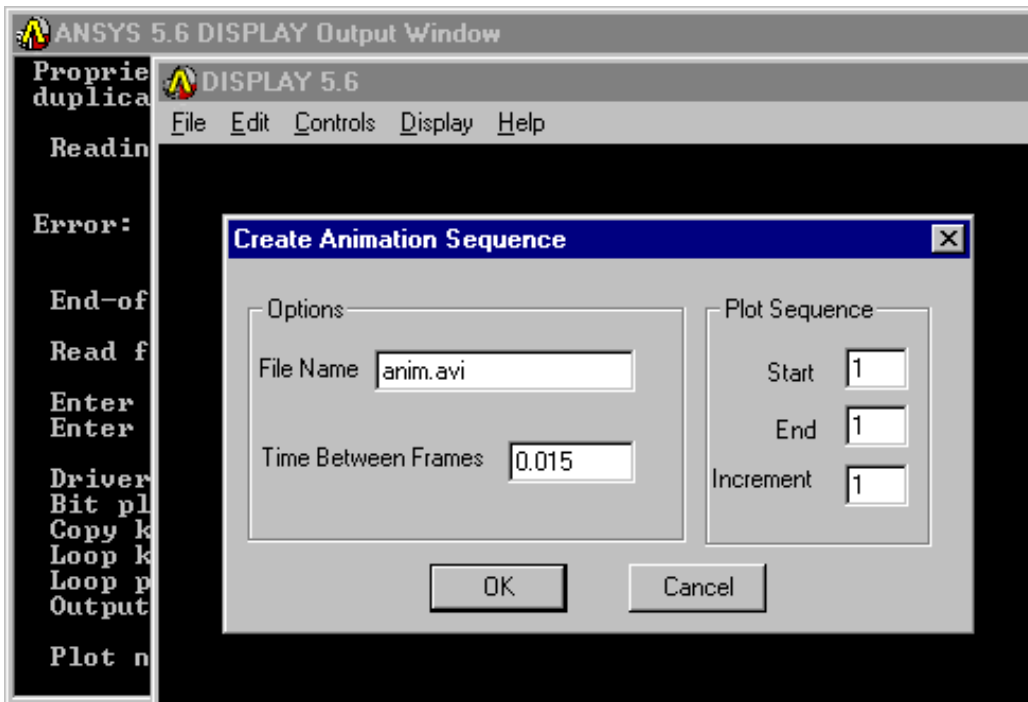 ANSYS 5.6 DISPLAY Output Window
Proprie
duplica
Readin
Error:
End-of
Read f
Enter
Enter
Driver
Bit pl
Copy k
Loop k
Loop p
Output
Plot n
DISPLAY 5.6
File Edit Controls Display Help
Create Animation Sequence
Options
File Name anim.avi
Time Between Frames 0.015
Plot Sequence
Start 1
End 1
Increment 1
OK Cancel